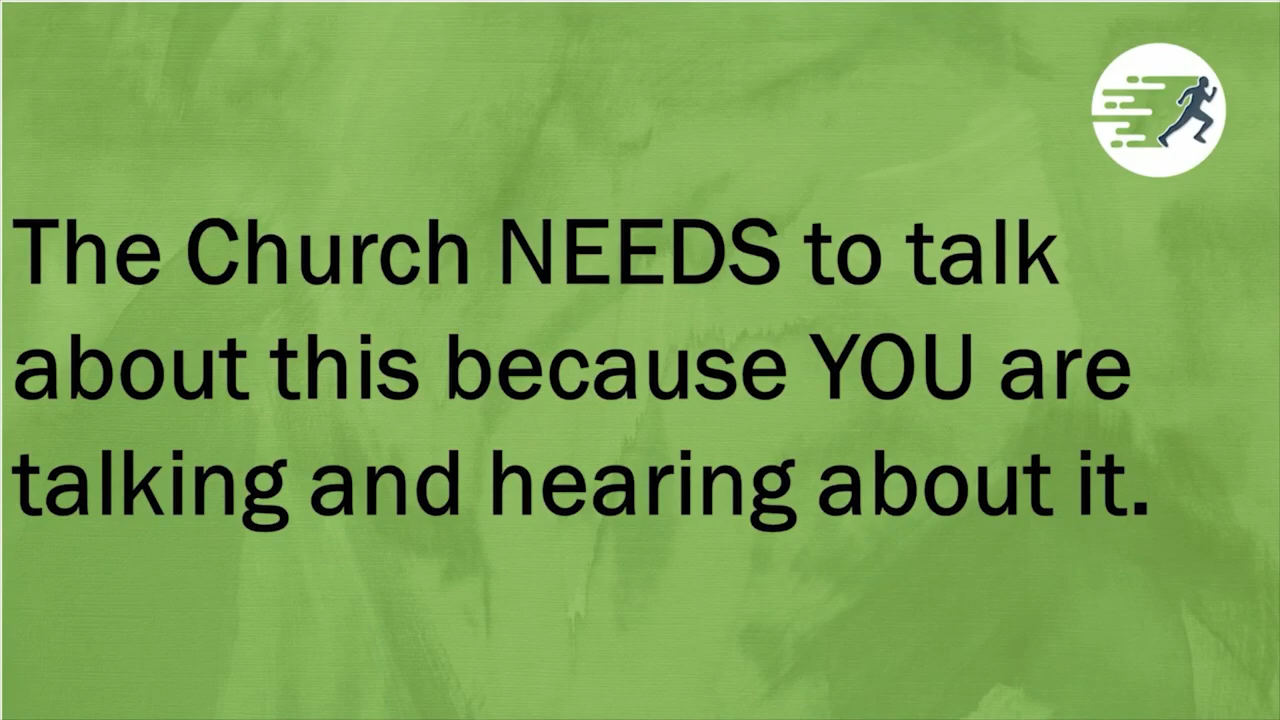 The Church NEEDS to talk
about this because YOU are
talking and hearing about it.